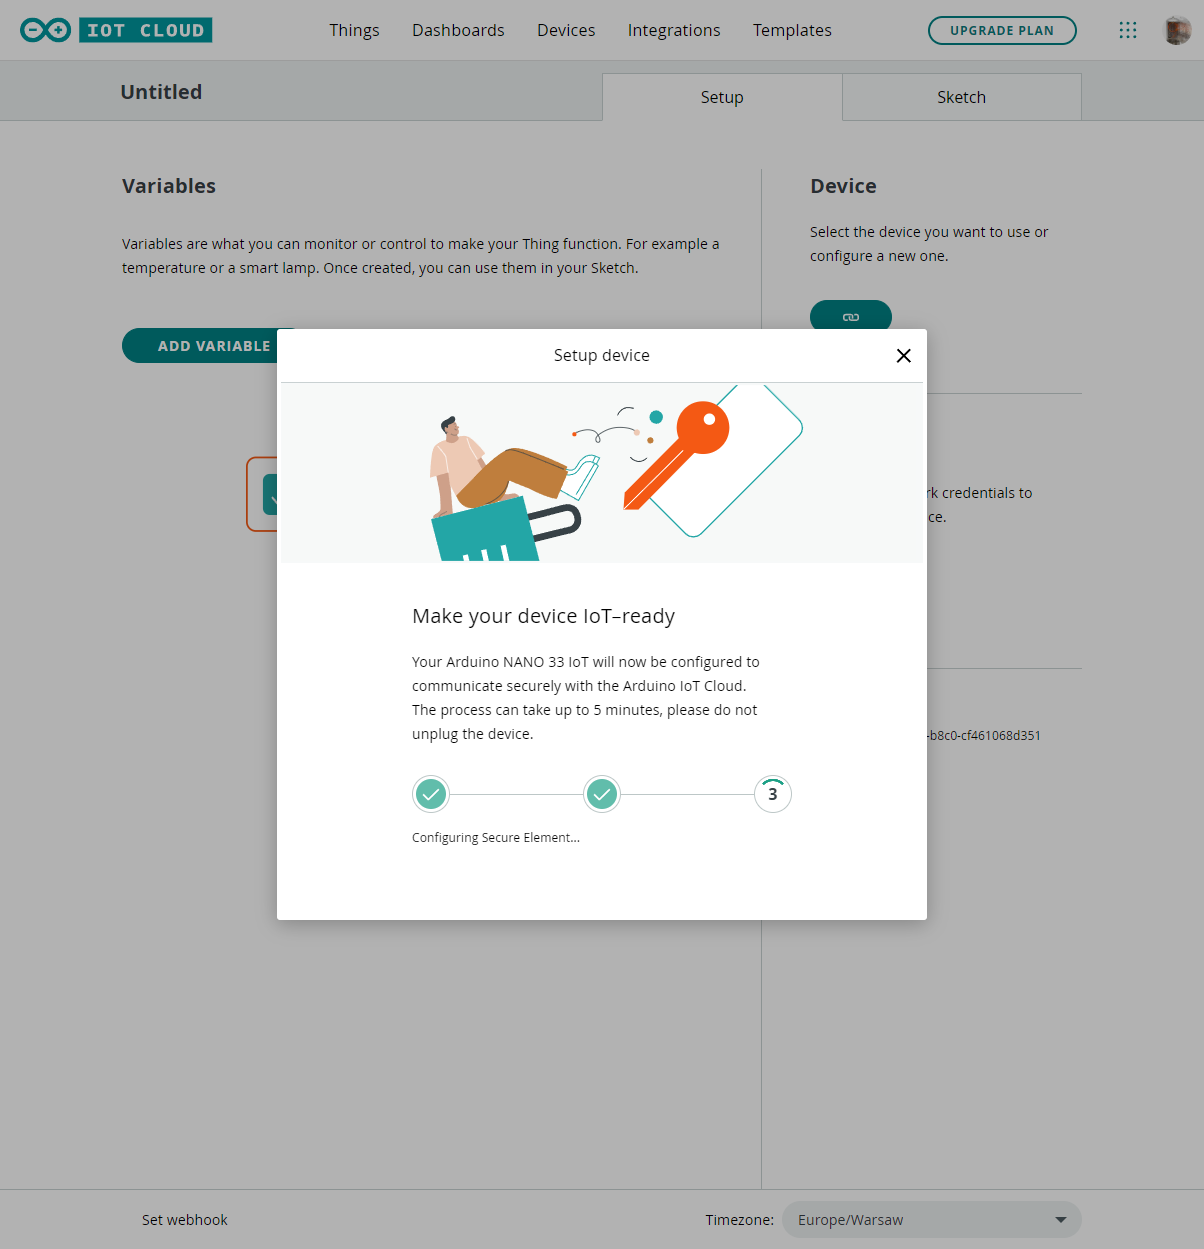 IOT CLOUD
Things
Dashboards
Devices
Integrations
Templates
UPGRADE PLAN
Untitled
Setup
Sketch
Variables
Variables are what you can monitor or control to make your Thing function. For example a
temperature or a smart lamp. Once created, you can use them in your Sketch.
ADD VARIABLE
Device
Select the device you want to use or
configure a new one.
credentials to
Setup device
Make your device IoT–ready
Your Arduino NANO 33 IoT will now be configured to
communicate securely with the Arduino IoT Cloud.
The process can take up to 5 minutes, please do not
unplug the device.
3
Configuring Secure Element...
-b8c0-cf461068d351
Set webhook
Timezone:
Europe/Warsaw